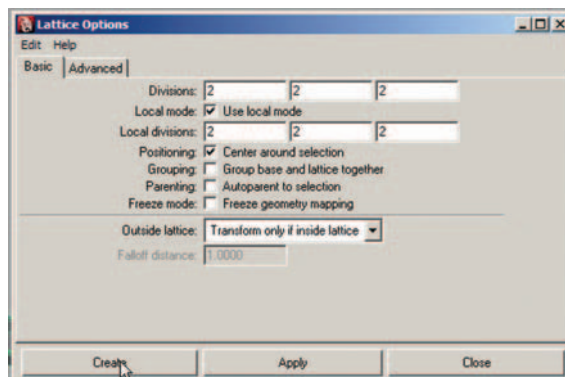 Lattice Options
Edit Help
Basic Advanced
Divisions: 2 2 2
Local mode: Use local mode
Local divisions: 2 2 2
Positioning: Center around selection
Grouping: Group base and lattice together
Parenting: Autoparent to selection
Freeze mode: Freeze geometry mapping
Outside lattice: Transform only if inside lattice
Falloff distance: 1.0000
Create Apply Close